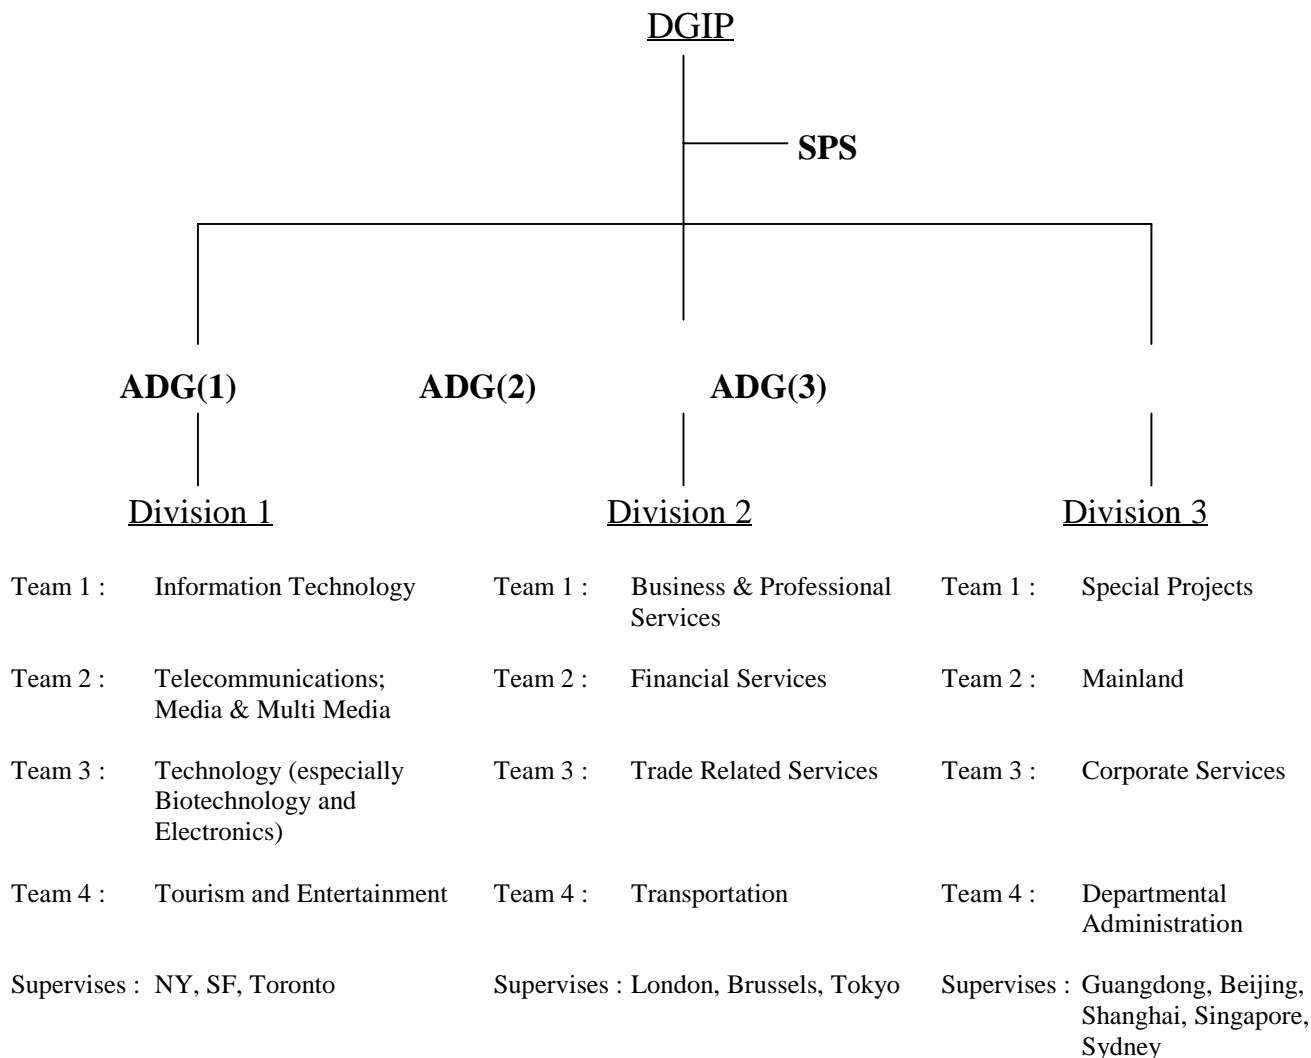 DGIP
SPS
ADG(1) ADG(2) ADG(3)
Division 1 Division 2 Division 3
Team 1 : Information Technology Team 1 : Business & Professional Team 1 : Special Projects
Services
Team 2 : Telecommunications; Team 2 : Financial Services Team 2 : Mainland
Media & Multi Media
Team 3 : Technology (especially Team 3 : Trade Related Services Team 3 : Corporate Services
Biotechnology and
Electronics)
Team 4 : Tourism and Entertainment Team 4 : Transportation Team 4 : Departmental
Administration
Supervises : NY, SF, Toronto Supervises : London, Brussels, Tokyo Supervises : Guangdong, Beijing,
Shanghai, Singapore,
Sydney